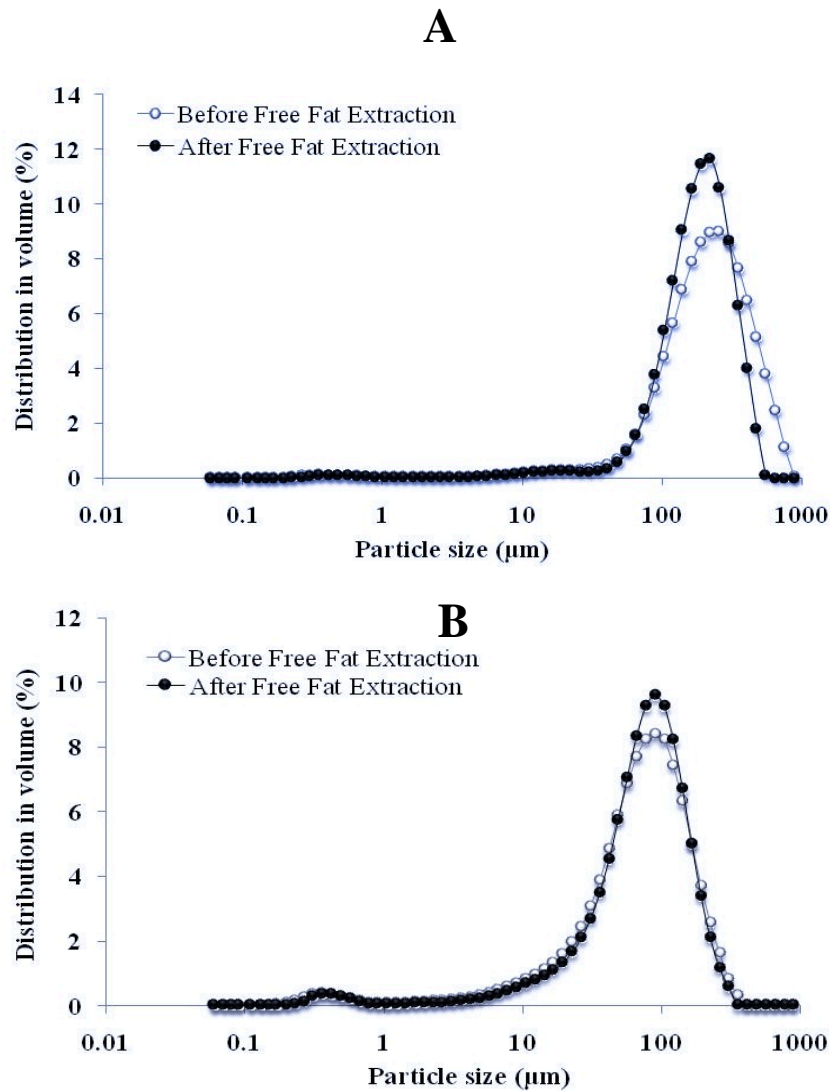 A
14
12
10
8
6
4
2
0
Distribution in volume (%)
Before Free Fat Extraction
After Free Fat Extraction
0.01 0.1 1 10 100 1000
Particle size (µm)
B
12
10
8
6
4
2
0
Distribution in volume (%)
Before Free Fat Extraction
After Free Fat Extraction
0.01 0.1 1 10 100 1000
Particle size (µm)